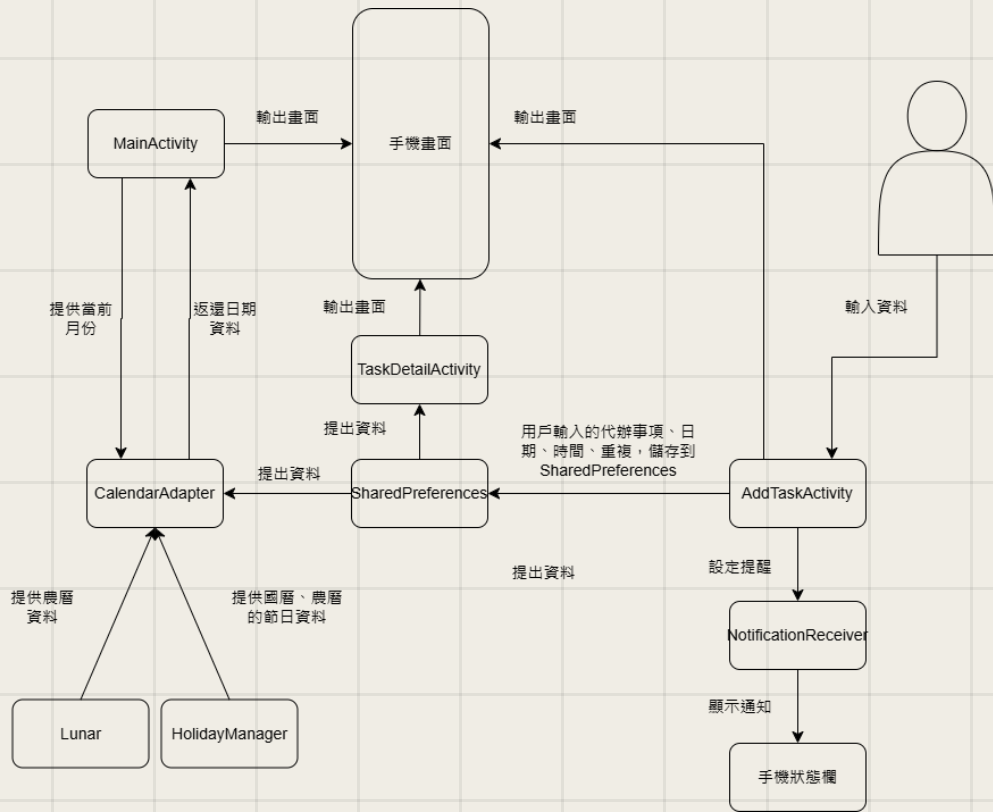 輸出畫面
輸出畫面
MainActivity
手機畫面
提供當前
月份
返還日期
資料
輸出畫面
輸入資料
TaskDetailActivity
提出資料
用戶輸入的代辦事項、日
期、時間、重複，儲存到
SharedPreferences
提出資料
CalendarAdapter
SharedPreferences
AddTaskActivity
設定提醒
提出資料
提供農曆
資料
提供國曆、農曆
的節日資料
NotificationReceiver
顯示通知
Lunar
HolidayManager
手機狀態欄